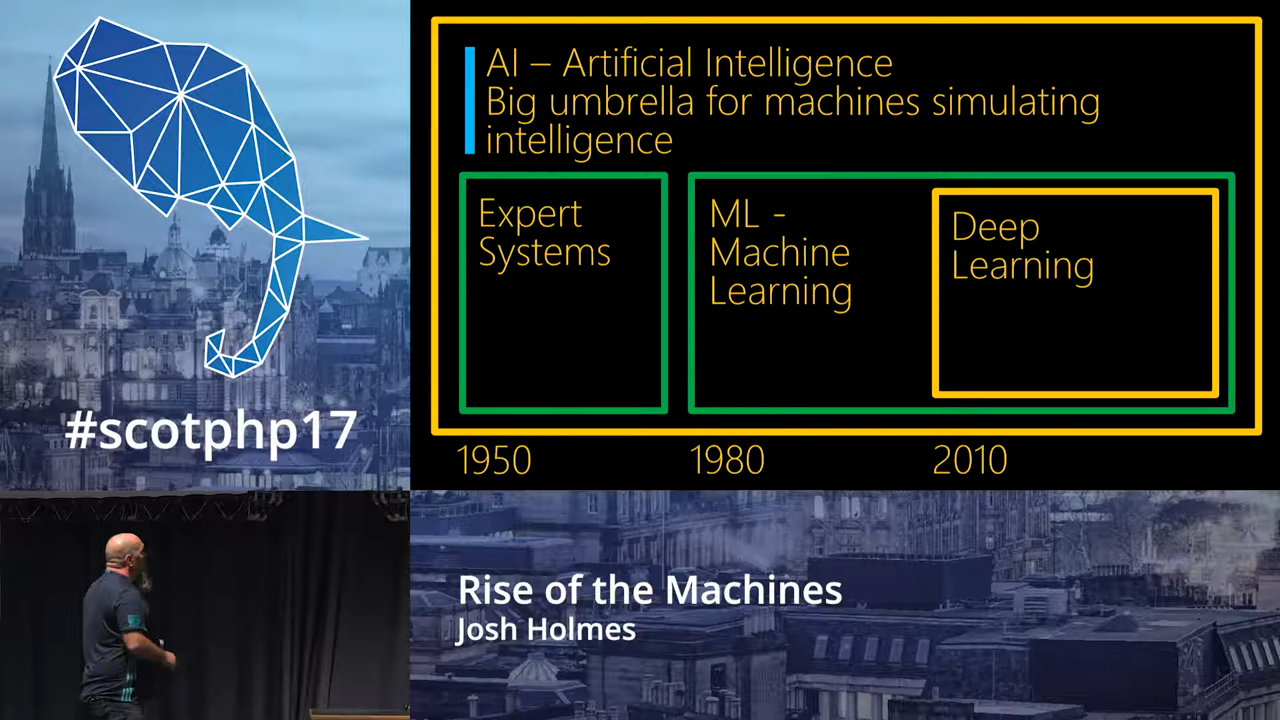 AI – Artificial Intelligence
Big umbrella for machines simulating
intelligence
Expert
Systems
ML -
Machine
Learning
Deep
Learning
1950
1980
2010
#scotphp17
Rise of the Machines
Josh Holmes